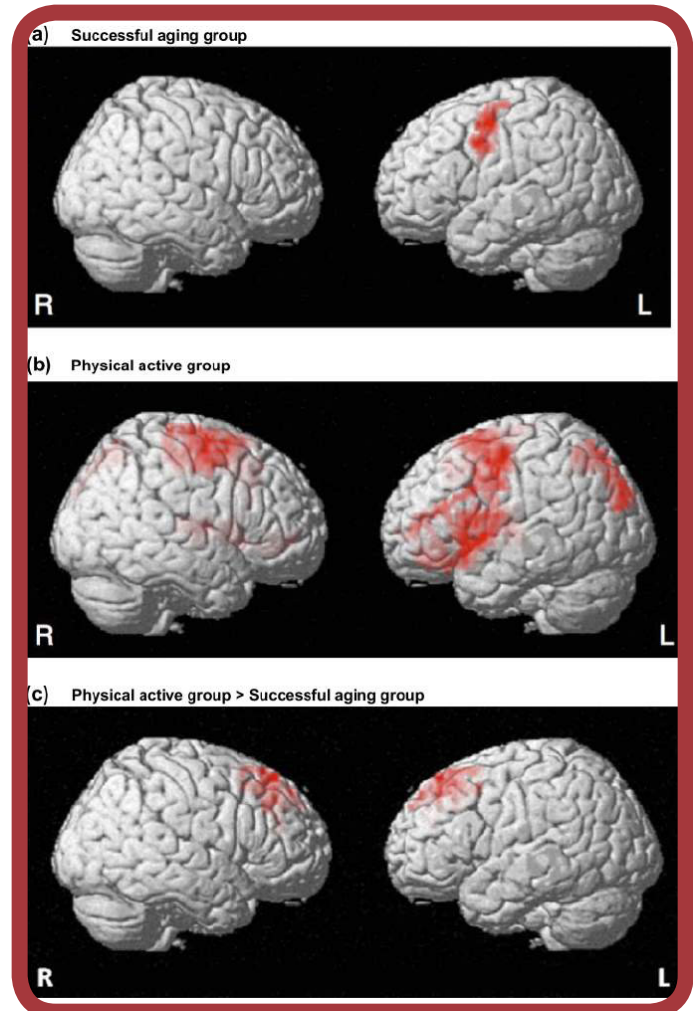 (a) Successful aging group
R L
(b) Physical active group
R L
(c) Physical active group > Successful aging group
R L